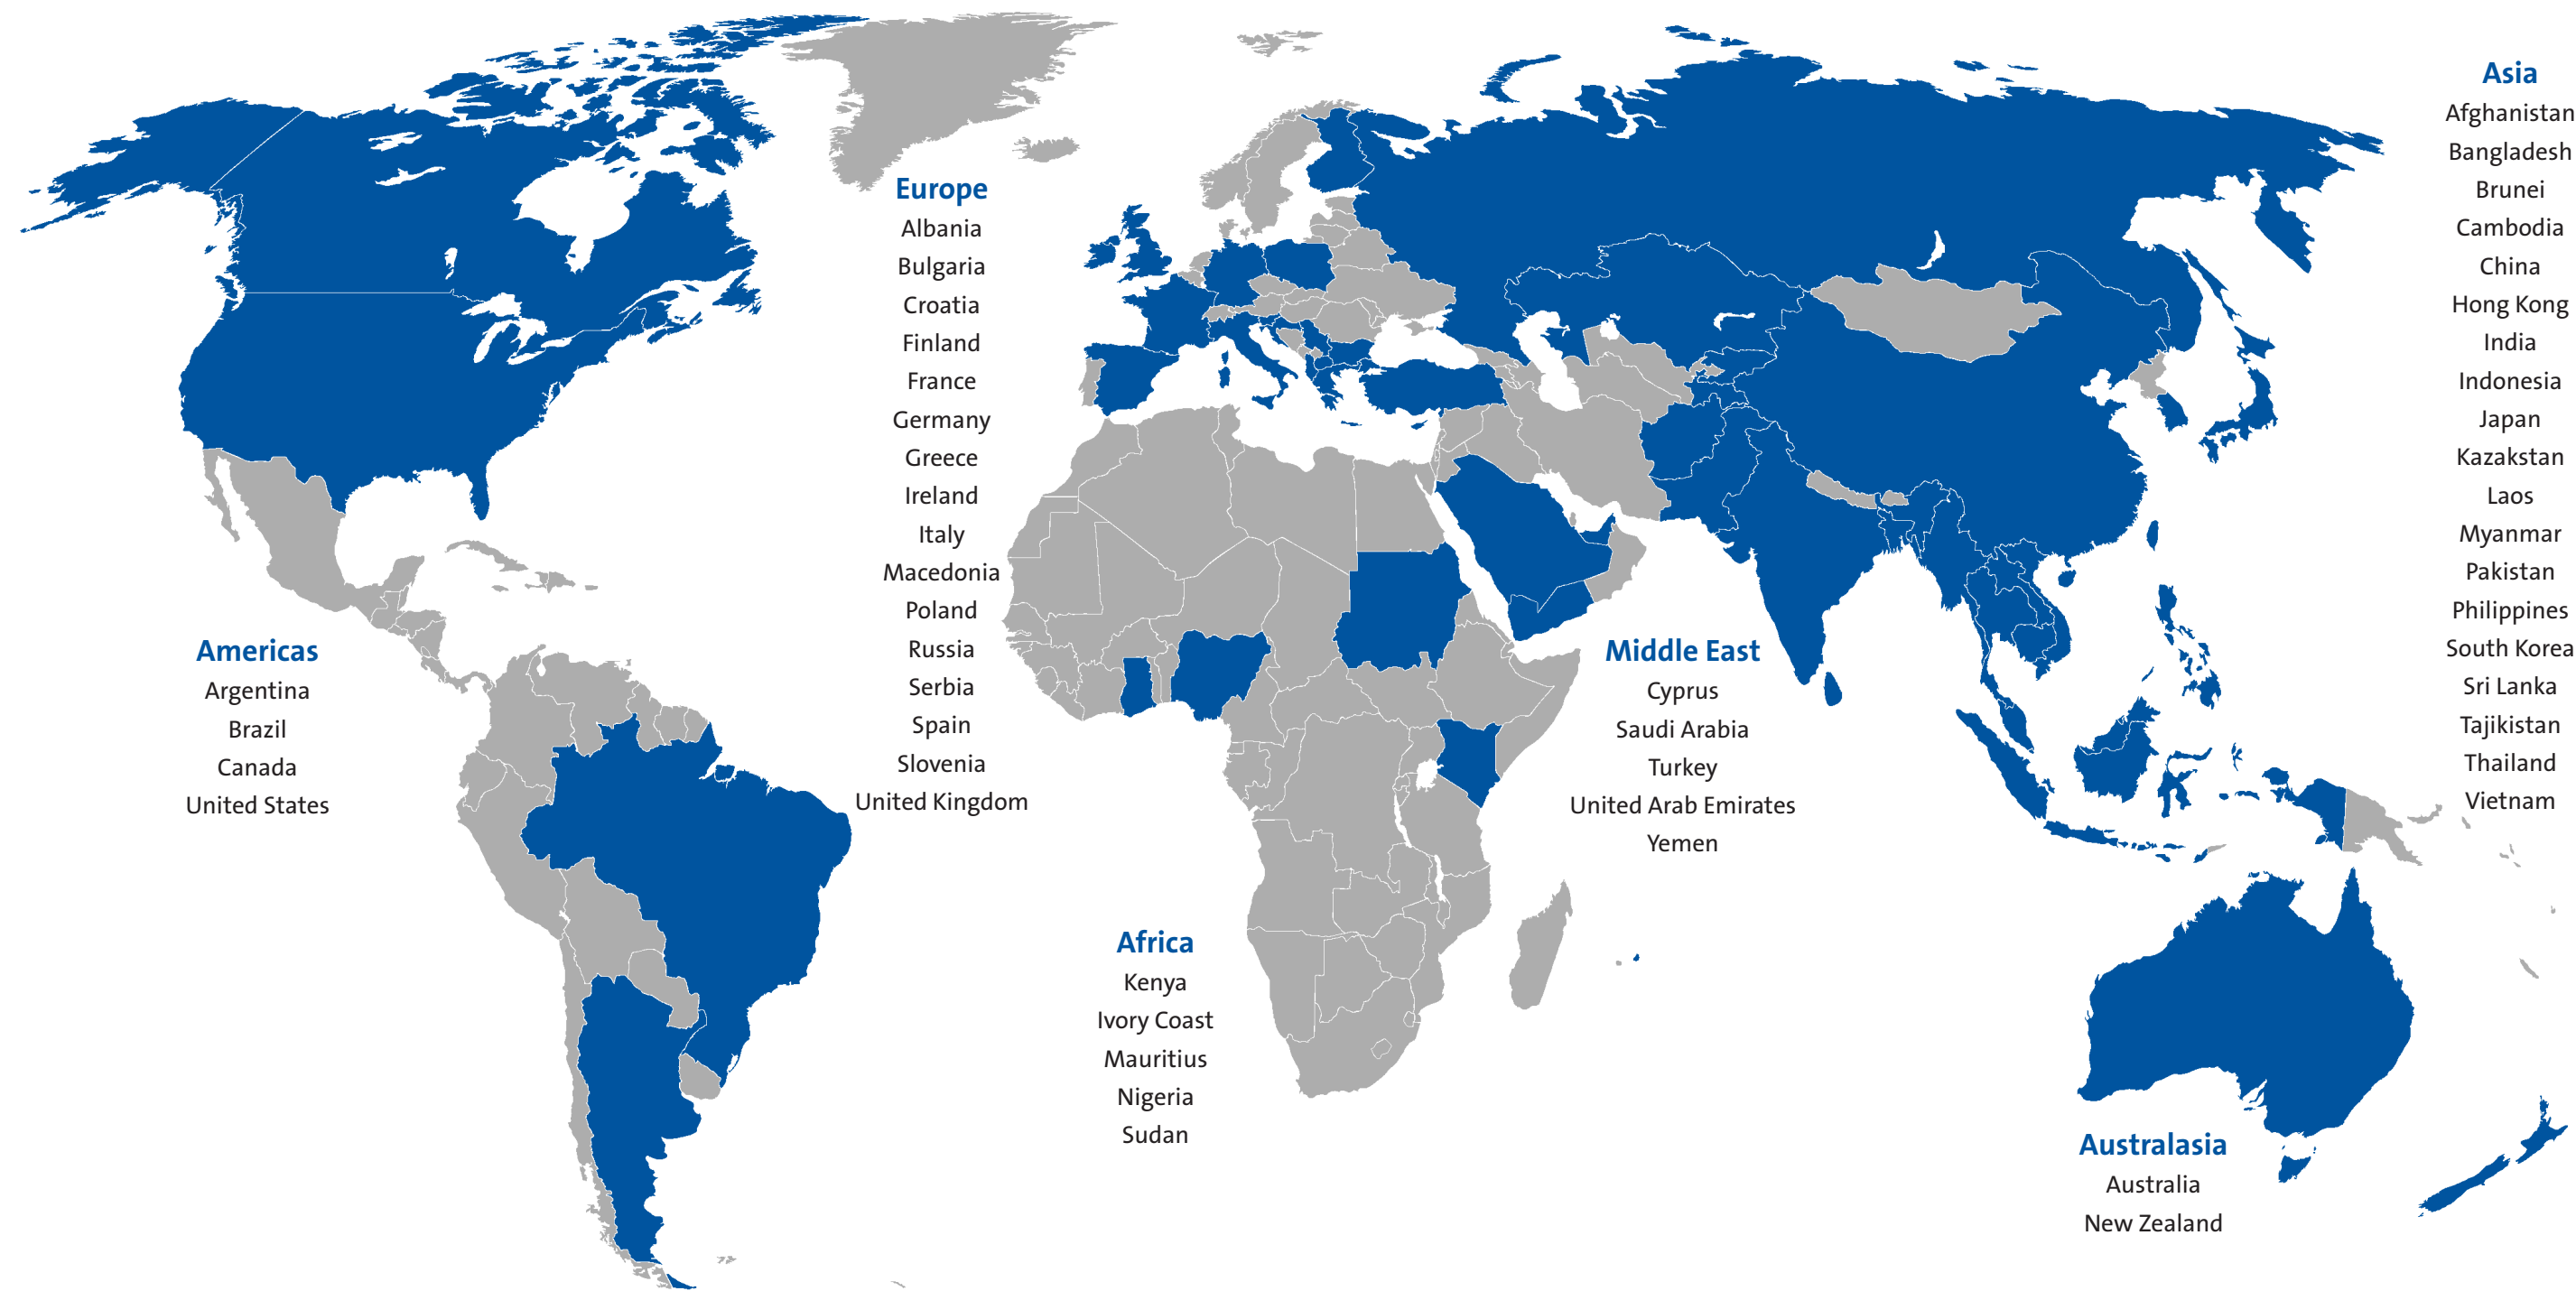 Americas
Argentina
Brazil
Canada
United States
Europe
Albania
Bulgaria
Croatia
Finland
France
Germany
Greece
Ireland
Italy
Macedonia
Poland
Russia
Serbia
Spain
Slovenia
United Kingdom
Africa
Kenya
Ivory Coast
Mauritius
Nigeria
Sudan
Middle East
Cyprus
Saudi Arabia
Turkey
United Arab Emirates
Yemen
Asia
Afghanistan
Bangladesh
Brunei
Cambodia
China
Hong Kong
India
Indonesia
Japan
Kazakstan
Laos
Myanmar
Pakistan
Philippines
South Korea
Sri Lanka
Tajikistan
Thailand
Vietnam
Australasia
Australia
New Zealand